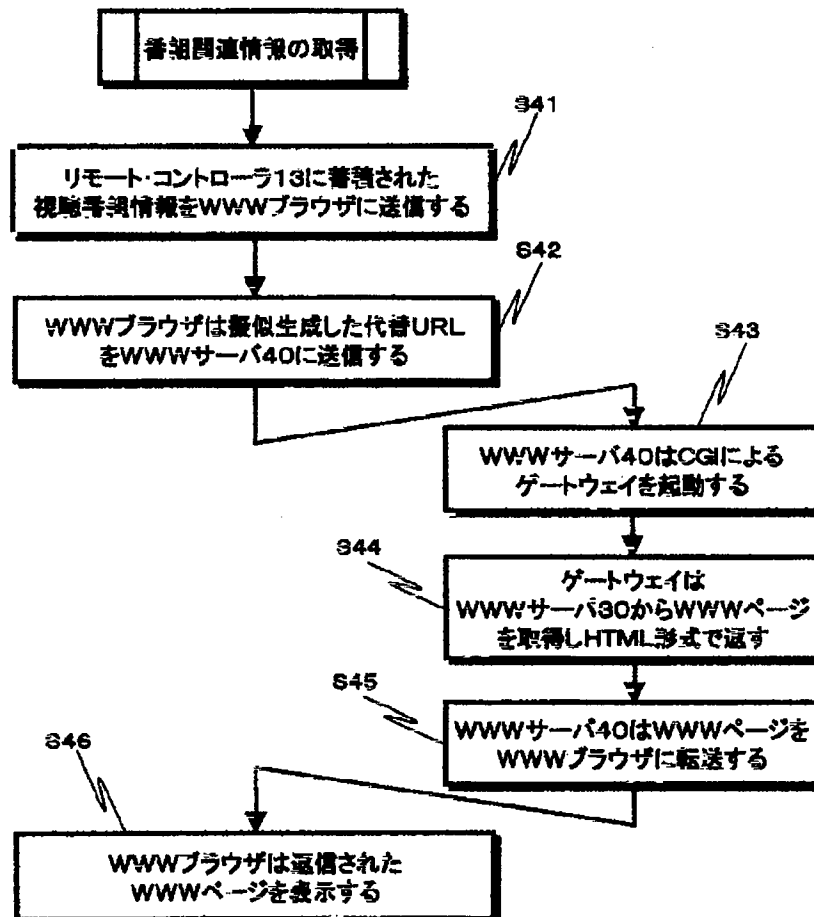 番組関連情報の取得
S41
リモート・コントローラ13に蓄積された
視聴番組情報をWWWブラウザに送信する
S42
WWWブラウザは擬似生成した代替URL
をWWWサーバ40に送信する
S43
WWWサーバ40はCGIによる
ゲートウェイを起動する
S44
ゲートウェイは
WWWサーバ30からWWWページ
を取得しHTML形式で返す
S45
WWWサーバ40はWWWページを
WWWブラウザに転送する
S46
WWWブラウザは返信された
WWWページを表示する